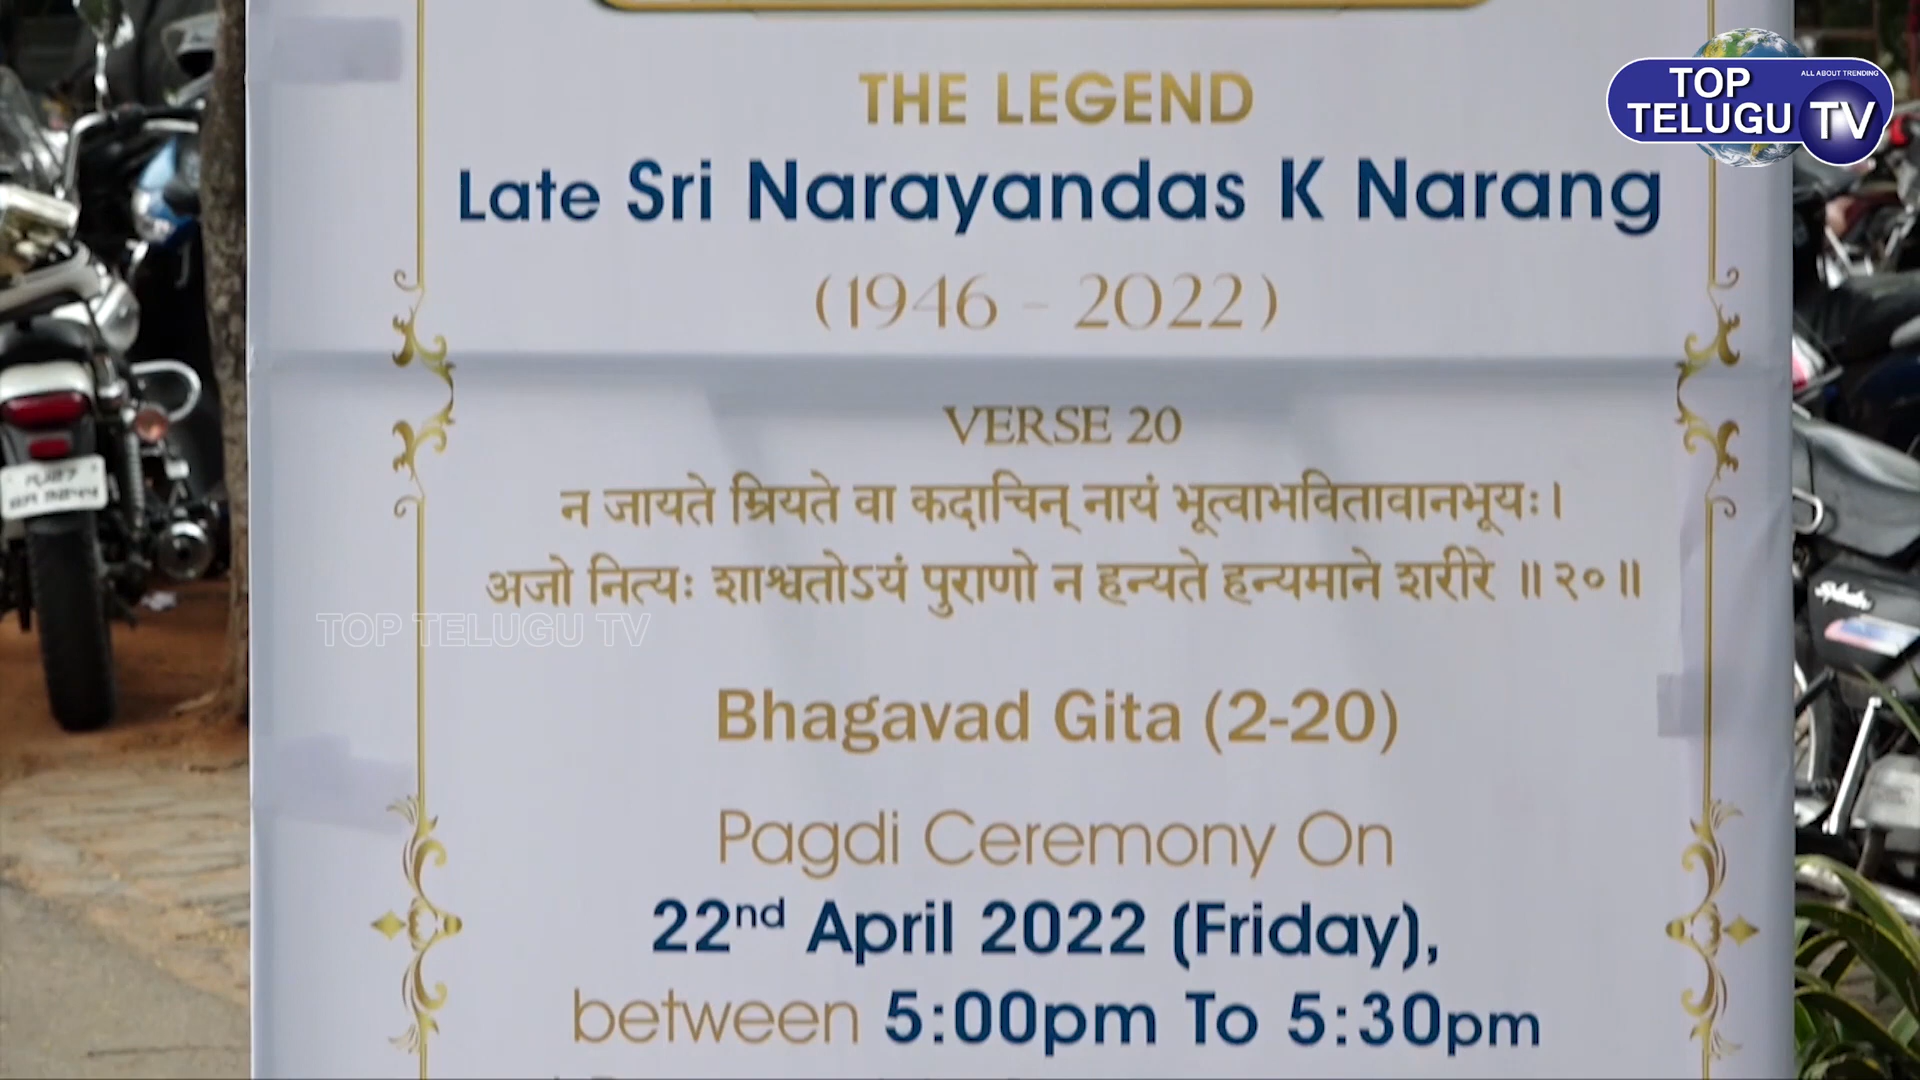 THE LEGEND
Late Sri Narayandas K Narang
(1946 - 2022)
VERSE 20
न जायते म्रियते वा कदाचिन् नायं भूत्वाभवितावानभूयः।
अजो नित्यः शाश्वतोऽयं पुराणो न हन्यते हन्यमाने शरीरे ॥२०॥
Bhagavad Gita (2-20)
Pagdi Ceremony On
22nd April 2022 (Friday),
between 5:00pm To 5:30pm
TOP TELUGU TV
ALL ABOUT TRENDING
TOP TELUGU TV